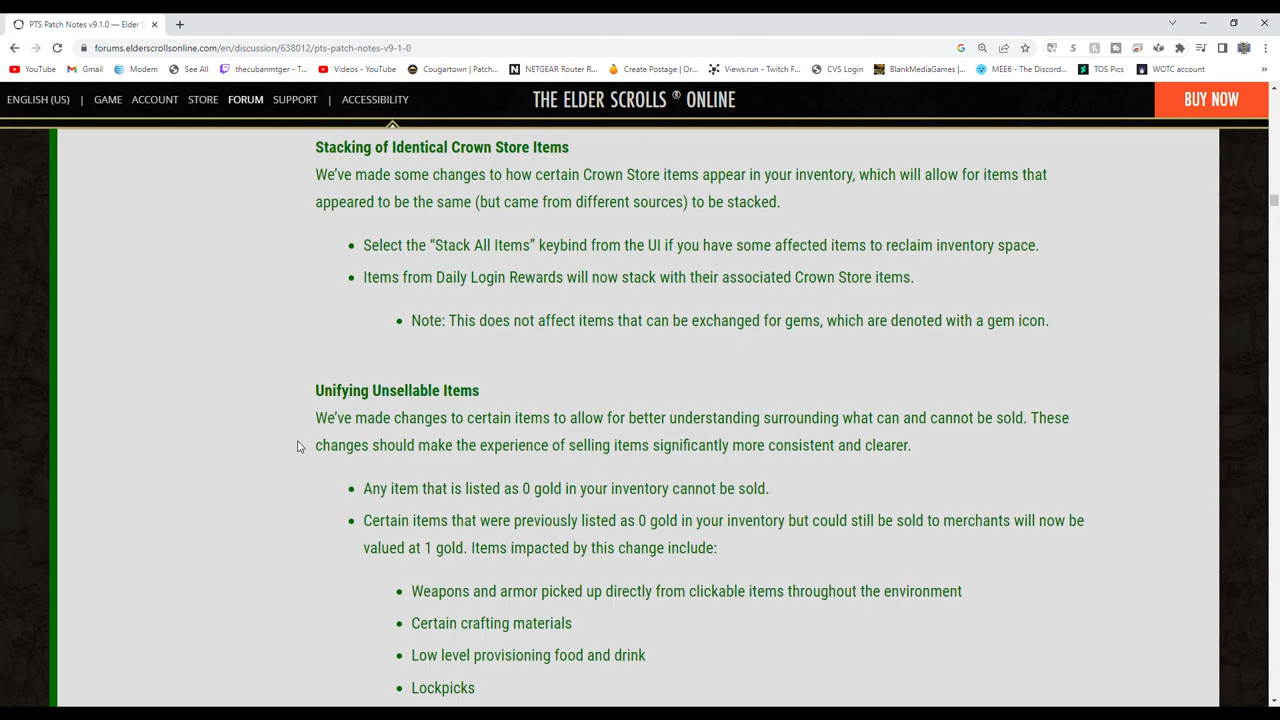 PTS Patch Notes v9.1.0 — Elder S
forums.elderscrollsonline.com/en/discussion/638012/pts-patch-notes-v9-1-0
YouTube Gmail Modem See All thecubanmtger - T... Videos - YouTube Cougartown | Patch... NETGEAR Router R... Create Postage | Or... Views.run - Twitch F... CVS Login BlankMediaGames |... MEE6 - The Discord... TOS Pics WOTC account
ENGLISH (US) | GAME ACCOUNT STORE FORUM SUPPORT | ACCESSIBILITY THE ELDER SCROLLS ® ONLINE BUY NOW
Stacking of Identical Crown Store Items
We’ve made some changes to how certain Crown Store items appear in your inventory, which will allow for items that
appeared to be the same (but came from different sources) to be stacked.
• Select the “Stack All Items” keybind from the UI if you have some affected items to reclaim inventory space.
• Items from Daily Login Rewards will now stack with their associated Crown Store items.
• Note: This does not affect items that can be exchanged for gems, which are denoted with a gem icon.
Unifying Unsellable Items
We’ve made changes to certain items to allow for better understanding surrounding what can and cannot be sold. These
changes should make the experience of selling items significantly more consistent and clearer.
• Any item that is listed as 0 gold in your inventory cannot be sold.
• Certain items that were previously listed as 0 gold in your inventory but could still be sold to merchants will now be
valued at 1 gold. Items impacted by this change include:
• Weapons and armor picked up directly from clickable items throughout the environment
• Certain crafting materials
• Low level provisioning food and drink
• Lockpicks